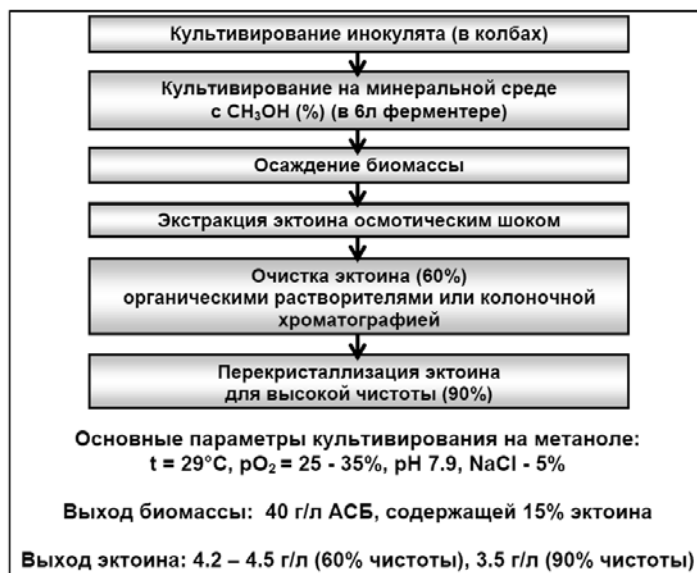 Культивирование инокулята (в колбах)
Культивирование на минеральной среде
с CH₃OH (%) (в 6л ферментере)
Осаждение биомассы
Экстракция эктоина осмотическим шоком
Очистка эктоина (60%)
органическими растворителями или колоночной
хроматографией
Перекристаллизация эктоина
для высокой чистоты (90%)
Основные параметры культивирования на метаноле:
t = 29°C, pO₂ = 25 - 35%, pH 7.9, NaCl - 5%
Выход биомассы: 40 г/л АСБ, содержащей 15% эктоина
Выход эктоина: 4.2 – 4.5 г/л (60% чистоты), 3.5 г/л (90% чистоты)